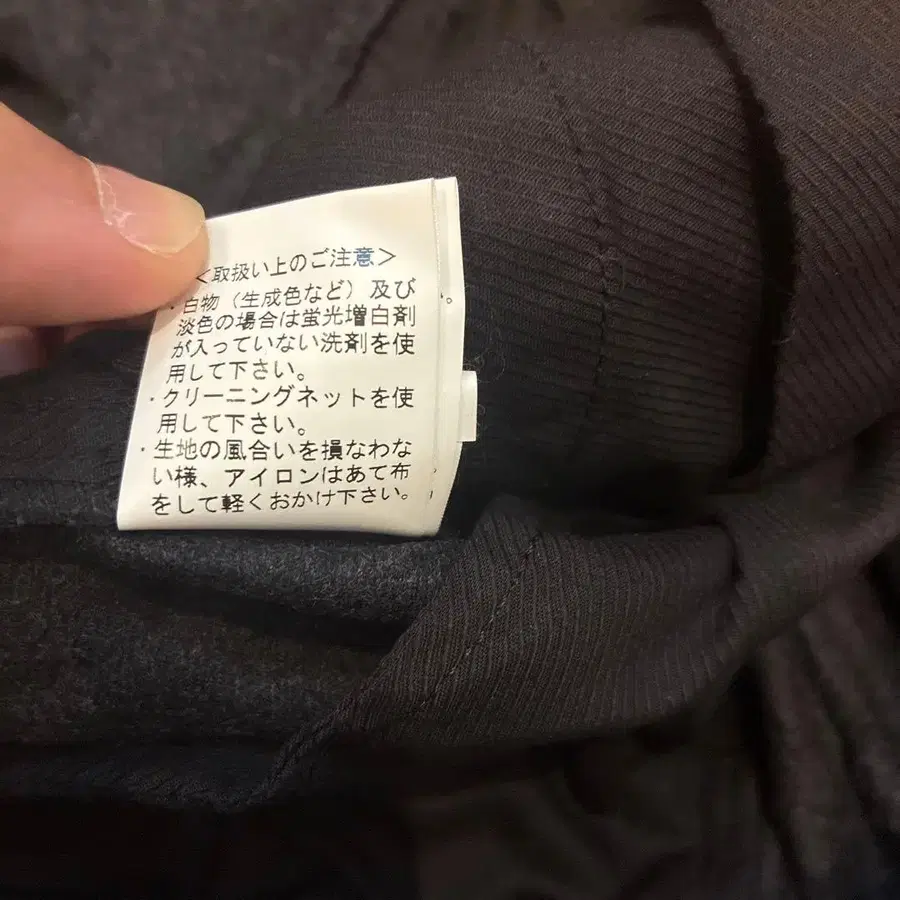 <取扱い上のご注意>
・白物（生成色など）及び
淡色の場合は蛍光増白剤
が入っていない洗剤を使
用して下さい。
・クリーニングネットを使
用して下さい。
・生地の風合いを損なわな
い様、アイロンはあて布
をして軽くおかけ下さい。